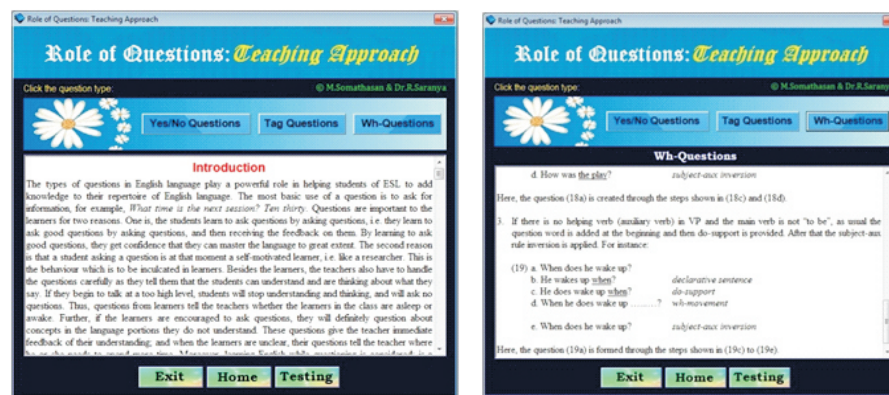 Role of Questions: Teaching Approach
Role of Questions: Teaching Approach
Click the question type:
© M.Somathasan & Dr.R.Saranya
Yes/No Questions
Tag Questions
Wh-Questions
Introduction
The types of questions in English language play a powerful role in helping students of ESL to add
knowledge to their repertoire of English language. The most basic use of a question is to ask for
information, for example, What time is the next session? Ten thirty. Questions are important to the
learners for two reasons. One is, the students learn to ask questions by asking questions, i.e. they learn to
ask good questions by asking questions, and then receiving the feedback on them. By learning to ask
good questions, they get confidence that they can master the language to great extent. The second reason
is that a student asking a question is at that moment a self-motivated learner, i.e. like a researcher. This is
the behaviour which is to be inculcated in learners. Besides the learners, the teachers also have to handle
the questions carefully as they tell them that the students can understand and are thinking about what they
say. If they begin to talk at a too high level, students will stop understanding and thinking, and will ask no
questions. Thus, questions from learners tell the teachers whether the learners in the class are asleep or
awake. Further, if the learners are encouraged to ask questions, they will definitely question about
concepts in the language portions they do not understand. These questions give the teacher immediate
feedback of their understanding; and when the learners are unclear, their questions tell the teacher where
Exit
Home
Testing
Role of Questions: Teaching Approach
Role of Questions: Teaching Approach
Click the question type:
© M.Somathasan & Dr.R.Saranya
Yes/No Questions
Tag Questions
Wh-Questions
Wh-Questions
d. How was the play? subject-aux inversion
Here, the question (18a) is created through the steps shown in (18c) and (18d).
3. If there is no helping verb (auxiliary verb) in VP and the main verb is not "to be", as usual the
question word is added at the beginning and then do-support is provided. After that the subject-aux
rule inversion is applied. For instance:
(19) a. When does he wake up?
b. He wakes up when? declarative sentence
c. He does wake up when? do-support
d. When he does wake up .........? wh-movement
e. When does he wake up? subject-aux inversion
Here, the question (19a) is formed through the steps shown in (19c) to (19e).
Exit
Home
Testing